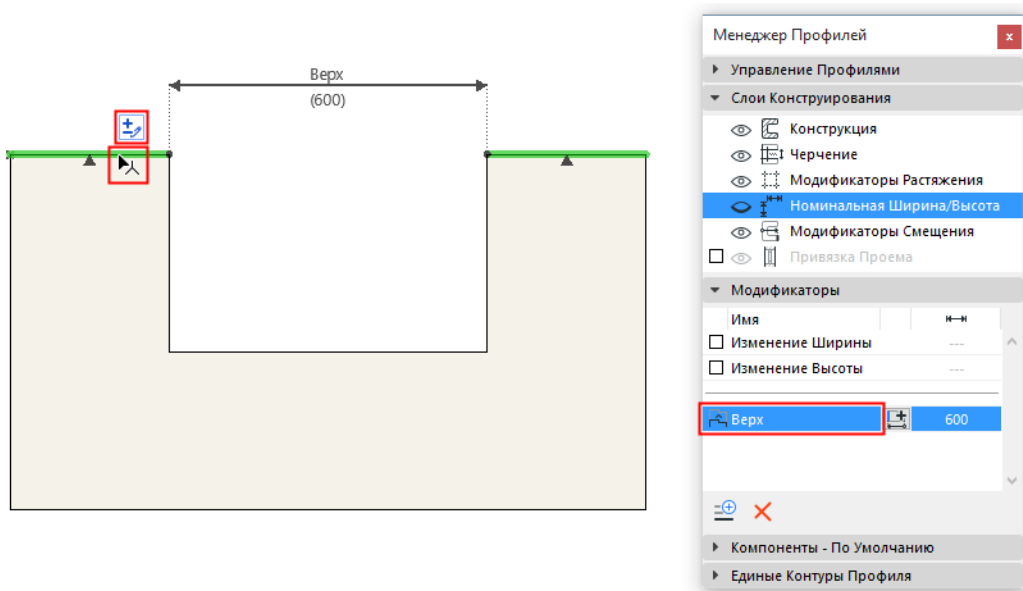 Верх
(600)
Менеджер Профилей
x
Управление Профилями
Слои Конструирования
Конструкция
Черчение
Модификаторы Растяжения
Номинальная Ширина/Высота
Модификаторы Смещения
Привязка Проема
Модификаторы
Имя
Изменение Ширины ---
Изменение Высоты ---
Верх 600
Компоненты - По Умолчанию
Единые Контуры Профиля